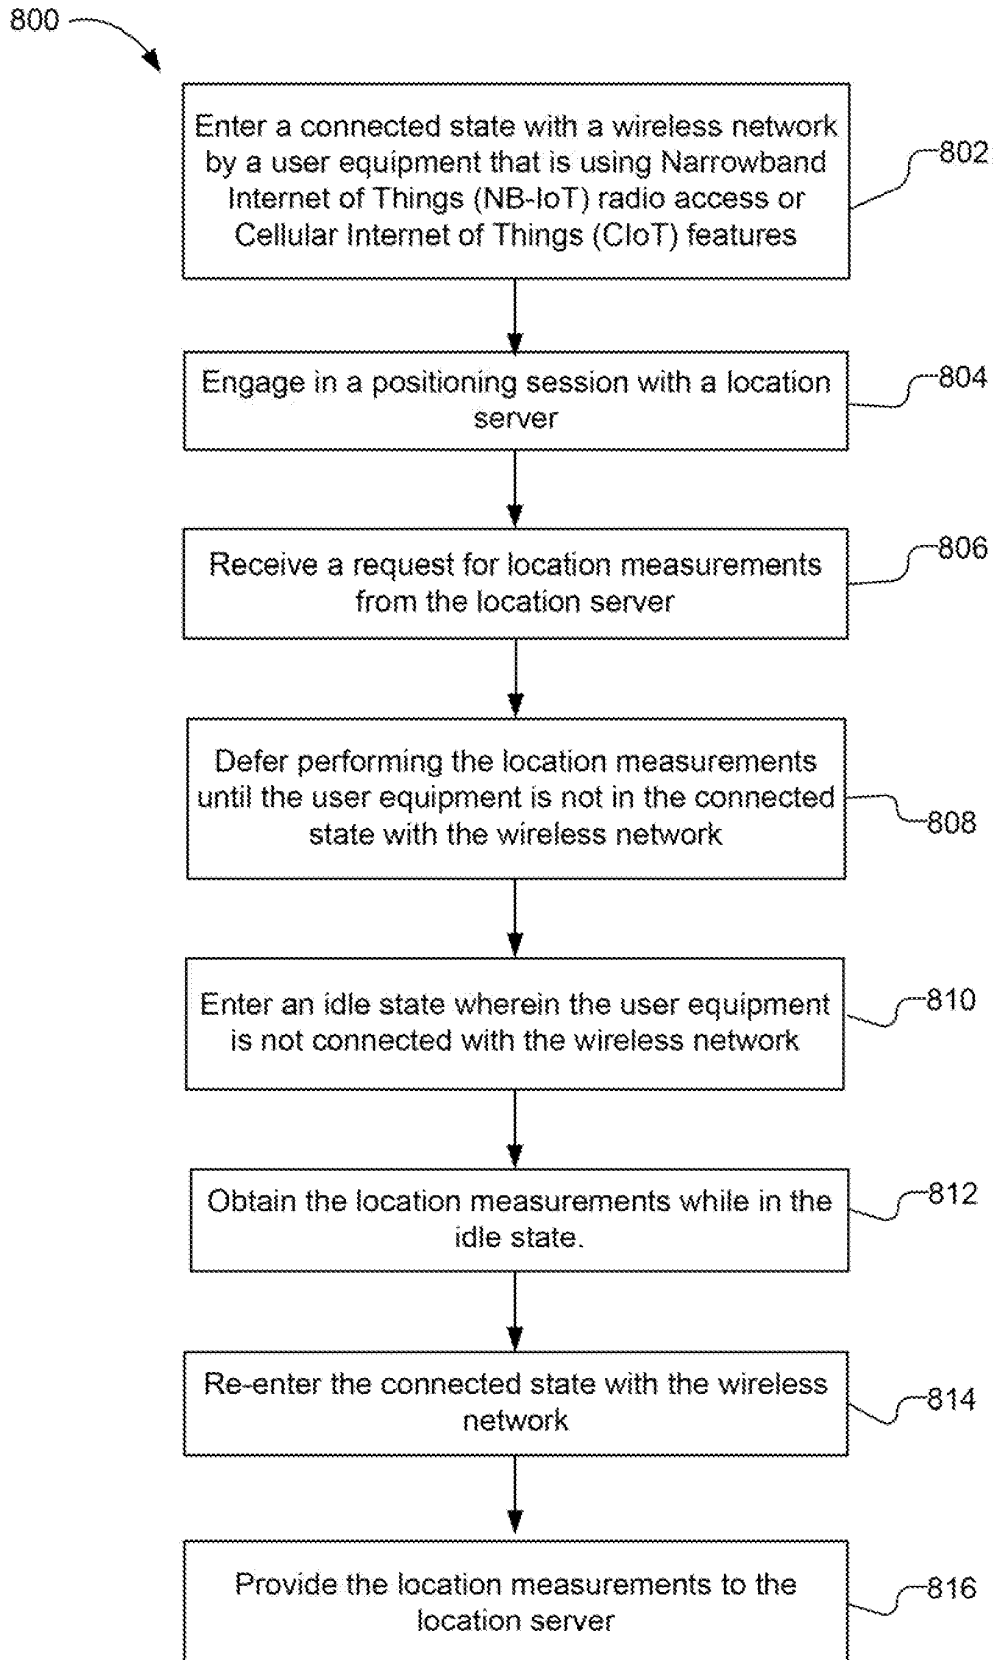 800
Enter a connected state with a wireless network
by a user equipment that is using Narrowband
Internet of Things (NB-IoT) radio access or
Cellular Internet of Things (CIoT) features
802
Engage in a positioning session with a location
server
804
Receive a request for location measurements
from the location server
806
Defer performing the location measurements
until the user equipment is not in the connected
state with the wireless network
808
Enter an idle state wherein the user equipment
is not connected with the wireless network
810
Obtain the location measurements while in the
idle state.
812
Re-enter the connected state with the wireless
network
814
Provide the location measurements to the
location server
816